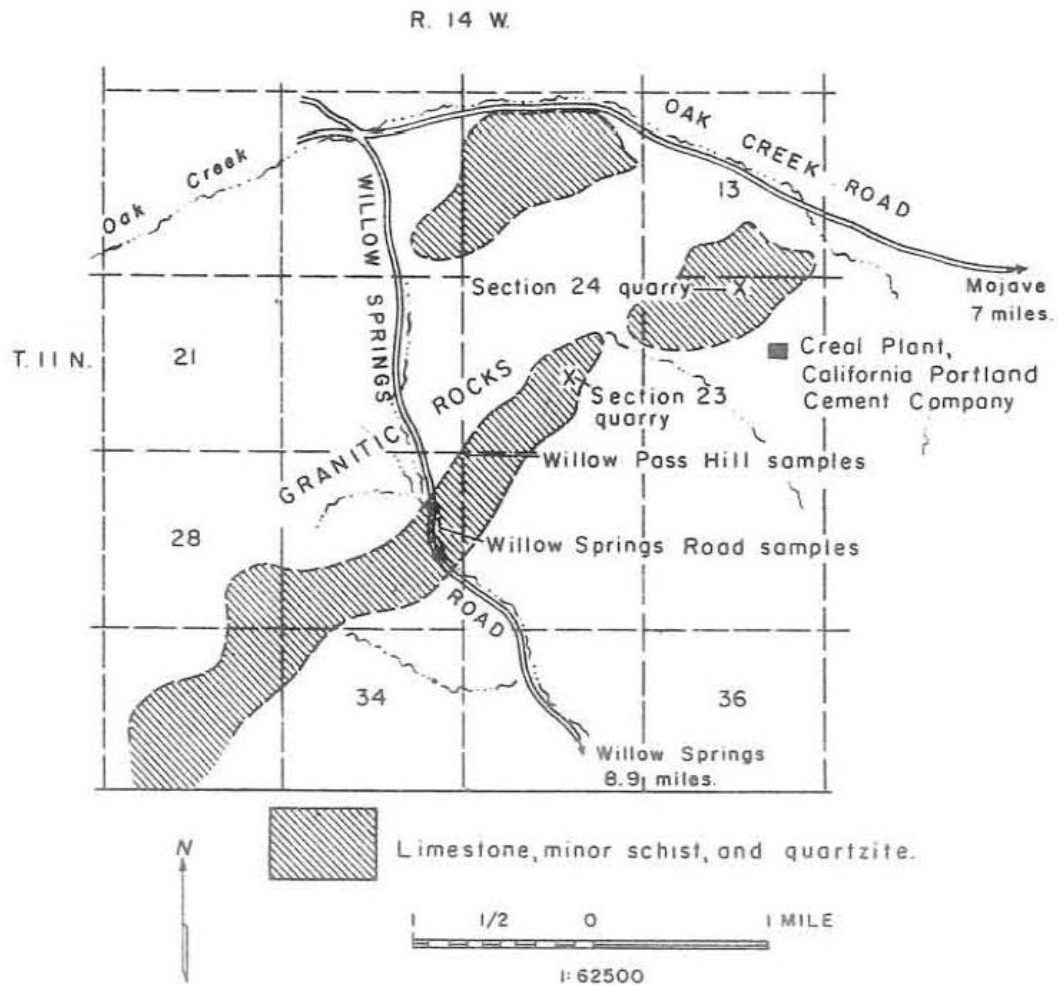 R. 14 W.
OAK CREEK ROAD
Oak Creek
13
WILLOW SPRINGS ROAD
Section 24 quarry
Mojave
7 miles.
T. 11 N.
21
Creal Plant,
California Portland
Cement Company
GRANITIC ROCKS
Section 23
quarry
Willow Pass Hill samples
28
Willow Springs Road samples
34
36
Willow Springs
8.9 miles.
N
Limestone, minor schist, and quartzite.
1 1/2 0 1 MILE
1:62500